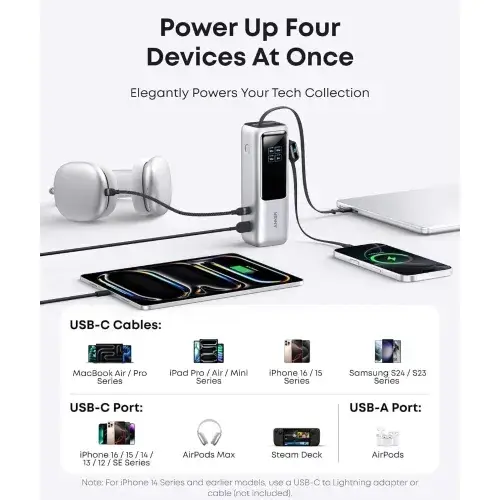 Power Up Four
Devices At Once
Elegantly Powers Your Tech Collection
ANKER
USB-C Cables:
MacBook Air / Pro
Series
iPad Pro / Air / Mini
Series
iPhone 16 / 15
Series
Samsung S24 / S23
Series
USB-C Port:
iPhone 16 / 15 / 14 /
13 / 12 / SE Series
AirPods Max
Steam Deck
USB-A Port:
AirPods
Note: For iPhone 14 Series and earlier models, use a USB-C to Lightning adapter or
cable (not included).